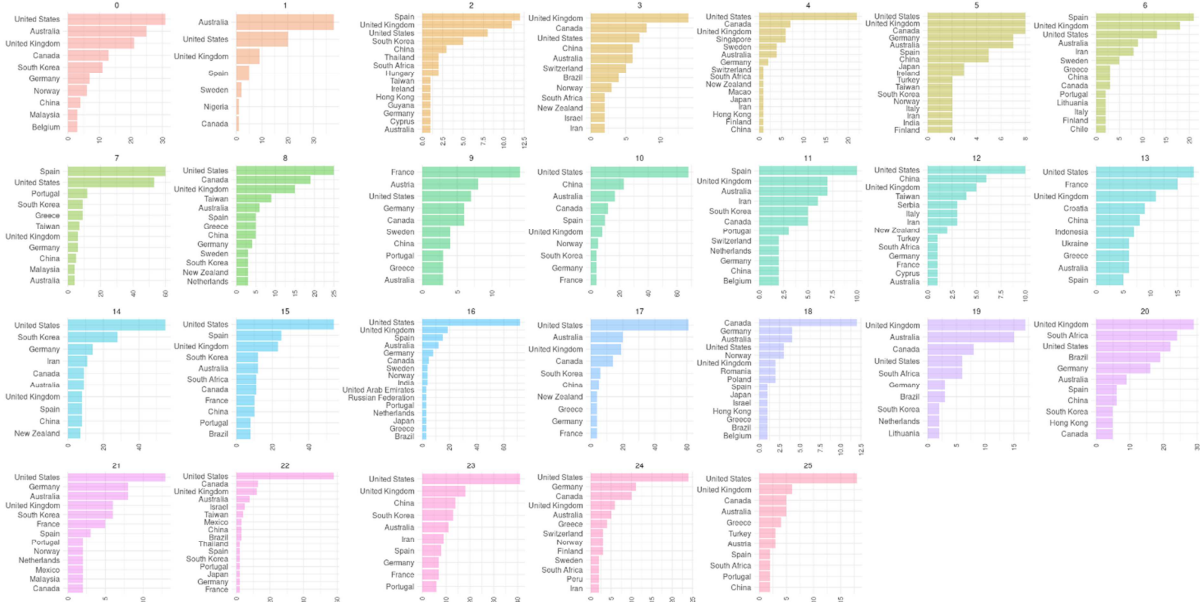 0
United States
Australia
United Kingdom
Canada
South Korea
Germany
Norway
China
Malaysia
Belgium
0 5 10 15 20 25 30
1
Australia
United States
United Kingdom
Spain
Sweden
Nigeria
Canada
0 10 20 30
2
Spain
United Kingdom
United States
South Korea
China
Thailand
South Africa
Hungary
Taiwan
Ireland
Hong Kong
Guyana
Germany
Cyprus
Australia
0.0 2.5 5.0 7.5 10.0 12.5
3
United Kingdom
Canada
United States
China
Australia
Switzerland
Brazil
Norway
South Africa
New Zealand
Israel
Iran
0 5 10
4
United States
Canada
United Kingdom
Singapore
Sweden
Australia
Germany
Switzerland
South Africa
New Zealand
Macao
Japan
Iran
Hong Kong
Finland
China
0 5 10 15 20
5
United States
United Kingdom
Canada
Germany
Australia
Spain
China
Japan
Ireland
Turkey
Taiwan
South Korea
Norway
Italy
Iran
India
Finland
0 2 4 6 8
6
Spain
United Kingdom
United States
Australia
Iran
Sweden
Greece
China
Canada
Portugal
Lithuania
Italy
Finland
Chile
0 5 10 15 20
7
Spain
United States
Portugal
South Korea
Greece
Taiwan
United Kingdom
Germany
China
Malaysia
Australia
0 20 40 60
8
United States
Canada
United Kingdom
Taiwan
Australia
Spain
Greece
China
Germany
Sweden
South Korea
New Zealand
Netherlands
0 5 10 15 20 25
9
France
Austria
United States
Germany
Canada
Sweden
China
Portugal
Greece
Australia
0 5 10
10
United States
China
Australia
Canada
Spain
United Kingdom
Norway
South Korea
Germany
France
0 20 40 60
11
Spain
United Kingdom
Australia
Iran
South Korea
Canada
Portugal
Switzerland
Netherlands
Germany
China
Belgium
0.0 2.5 5.0 7.5 10.0
12
United States
China
United Kingdom
Taiwan
Serbia
Italy
Iran
New Zealand
Turkey
South Africa
Germany
France
Cyprus
Australia
0.0 2.5 5.0 7.5 10.0
13
United States
France
United Kingdom
Croatia
China
Indonesia
Ukraine
Greece
Australia
Spain
0 5 10 15
14
United States
South Korea
Germany
Iran
Canada
Australia
United Kingdom
Spain
China
New Zealand
0 20 40
15
United States
Spain
United Kingdom
South Korea
Australia
South Africa
Canada
France
China
Portugal
Brazil
0 20 40
16
United States
United Kingdom
Spain
Australia
Germany
Canada
Sweden
Norway
India
United Arab Emirates
Russian Federation
Portugal
Netherlands
Japan
Greece
Brazil
0 20 40 60
17
United States
Australia
United Kingdom
Canada
South Korea
China
New Zealand
Greece
Germany
France
0 20 40 60
18
Canada
Germany
Australia
United States
Norway
United Kingdom
Romania
Poland
Spain
Japan
Israel
Hong Kong
Greece
Brazil
Belgium
0.0 2.5 5.0 7.5 10.0 12.5
19
United Kingdom
Australia
Canada
United States
South Africa
Germany
Brazil
South Korea
Netherlands
Lithuania
0 5 10 15
20
United Kingdom
South Africa
United States
Brazil
Germany
Australia
Spain
China
South Korea
Hong Kong
Canada
0 10 20 30
21
United States
Germany
Australia
United Kingdom
South Korea
France
Spain
Portugal
Norway
Netherlands
Mexico
Malaysia
Canada
0 5 10
22
United States
Canada
United Kingdom
Australia
Israel
Taiwan
Mexico
China
Brazil
Thailand
Spain
South Korea
Portugal
Japan
Germany
France
0 20 40 60
23
United States
United Kingdom
China
South Korea
Australia
Iran
Spain
Germany
France
Portugal
0 10 20 30 40
24
United States
Germany
Canada
United Kingdom
Australia
Greece
Switzerland
Norway
Finland
Sweden
South Africa
Peru
Iran
0 5 10 15 20 25
25
United States
United Kingdom
Canada
Australia
Greece
Turkey
Austria
Spain
South Africa
Portugal
China
0 5 10 15